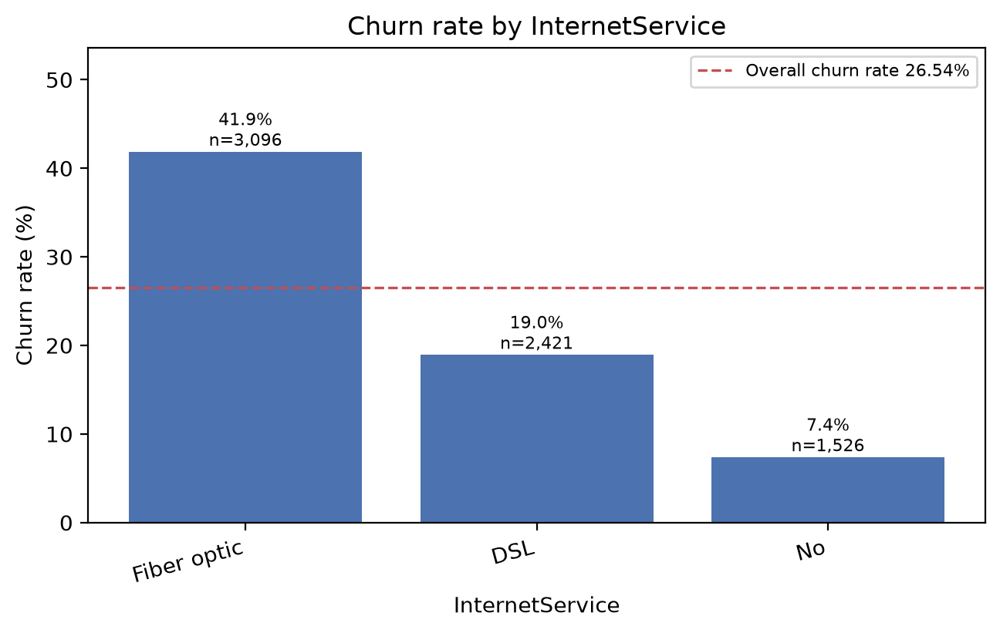 Churn rate by InternetService
Overall churn rate 26.54%
Churn rate (%)
50
40
30
20
10
0
41.9%
n=3,096
19.0%
n=2,421
7.4%
n=1,526
Fiber optic
DSL
No
InternetService